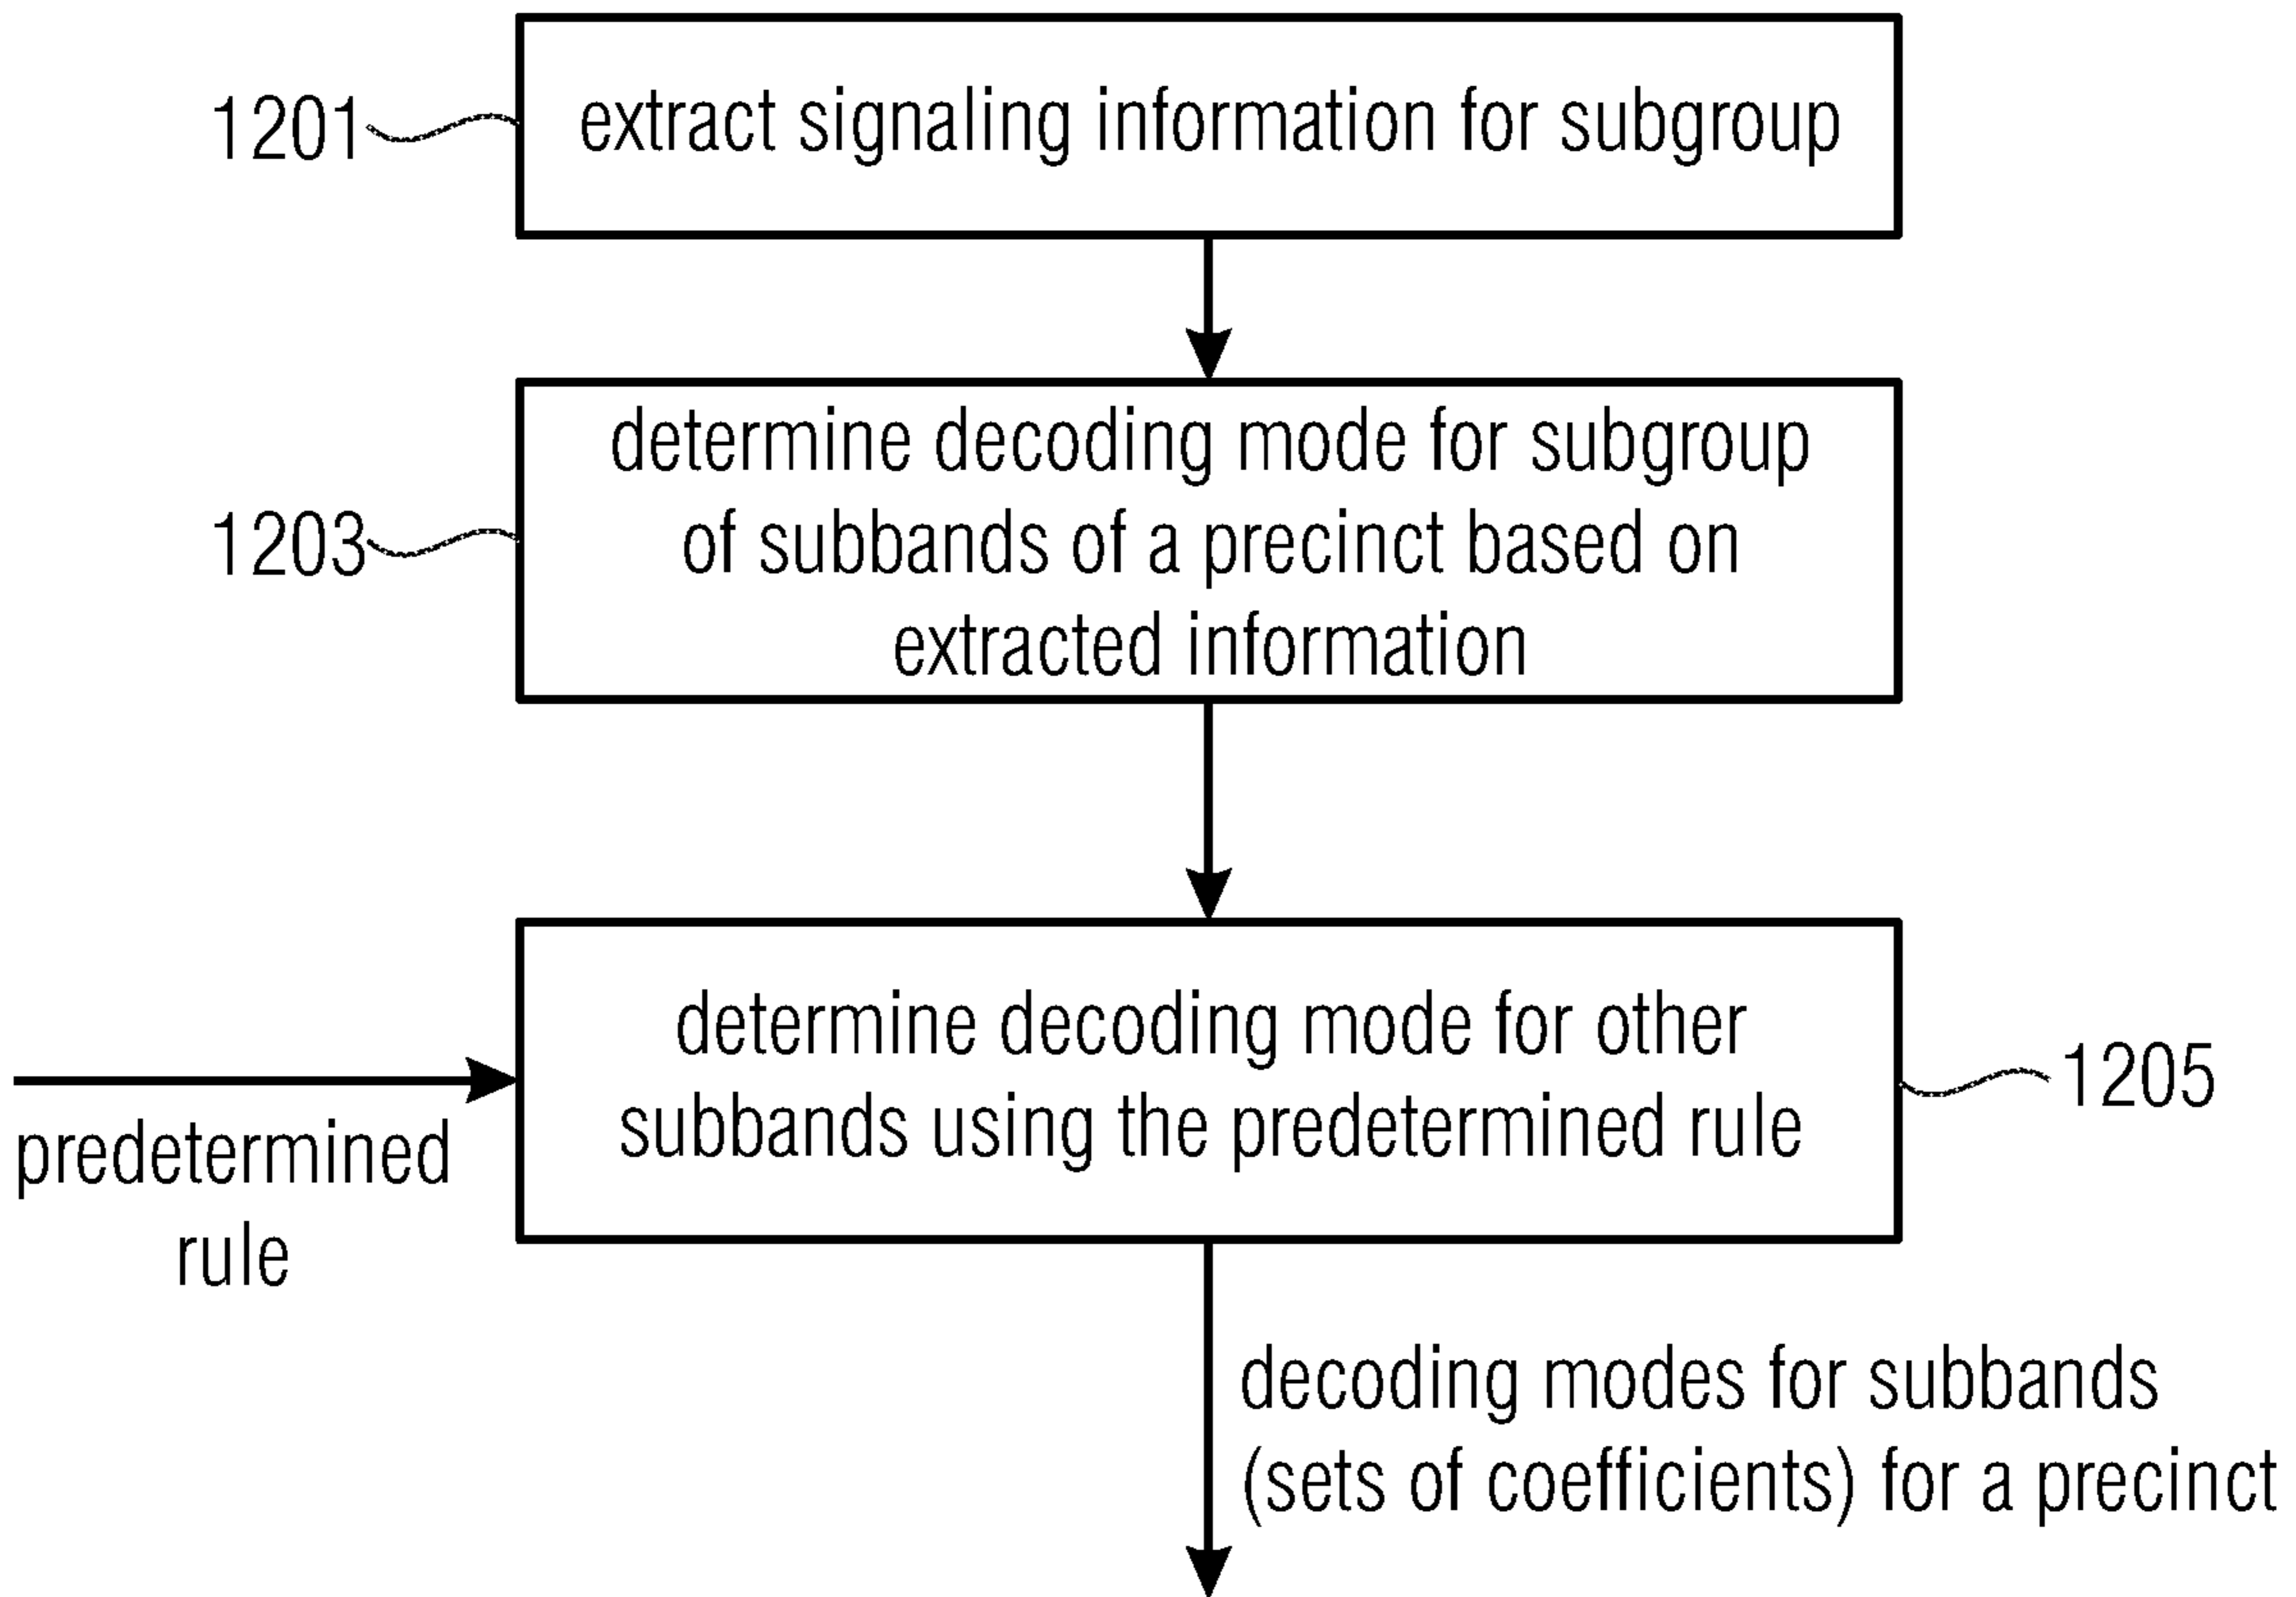 1201
extract signaling information for subgroup
1203
determine decoding mode for subgroup
of subbands of a precinct based on
extracted information
predetermined
rule
determine decoding mode for other
subbands using the predetermined rule
1205
decoding modes for subbands
(sets of coefficients) for a precinct